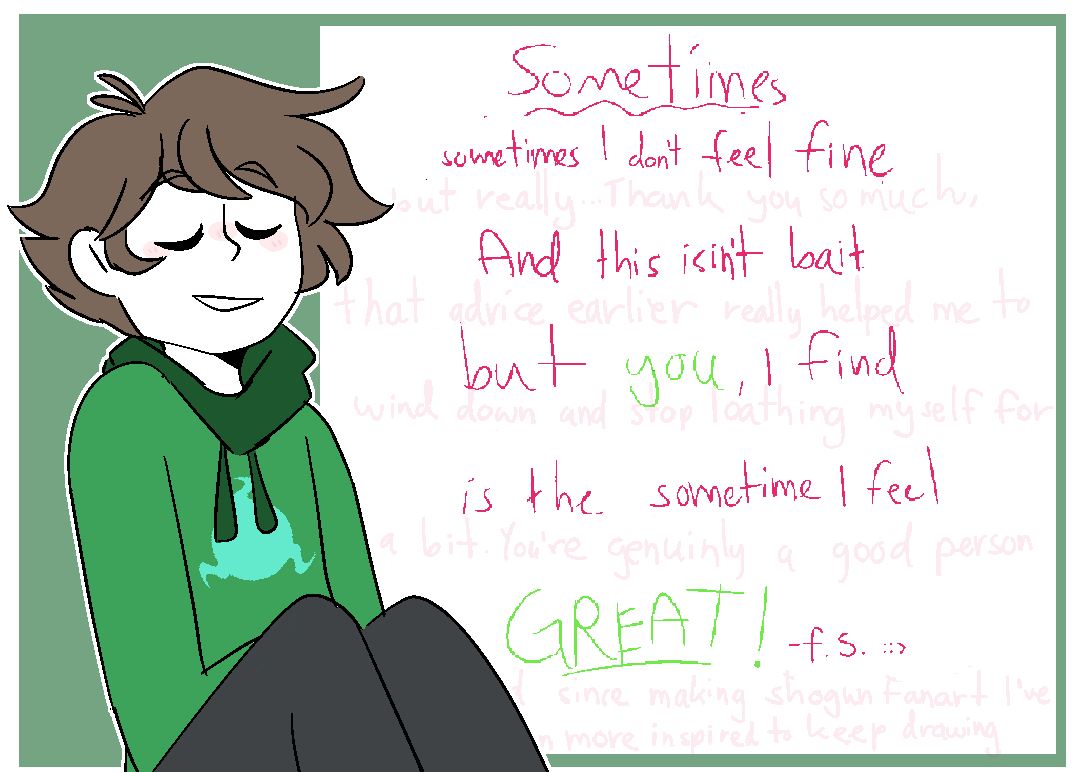 Sometimes
sometimes I don't feel fine
but really... Thank you so much,
And this isin't bait
that advice earlier really helped me to
but you, I find
wind down and stop loathing myself for
is the sometime I feel
a bit. You're genuinly a good person
GREAT! -f.s. ::>
since making shogun Fanart I've
more inspired to keep drawing